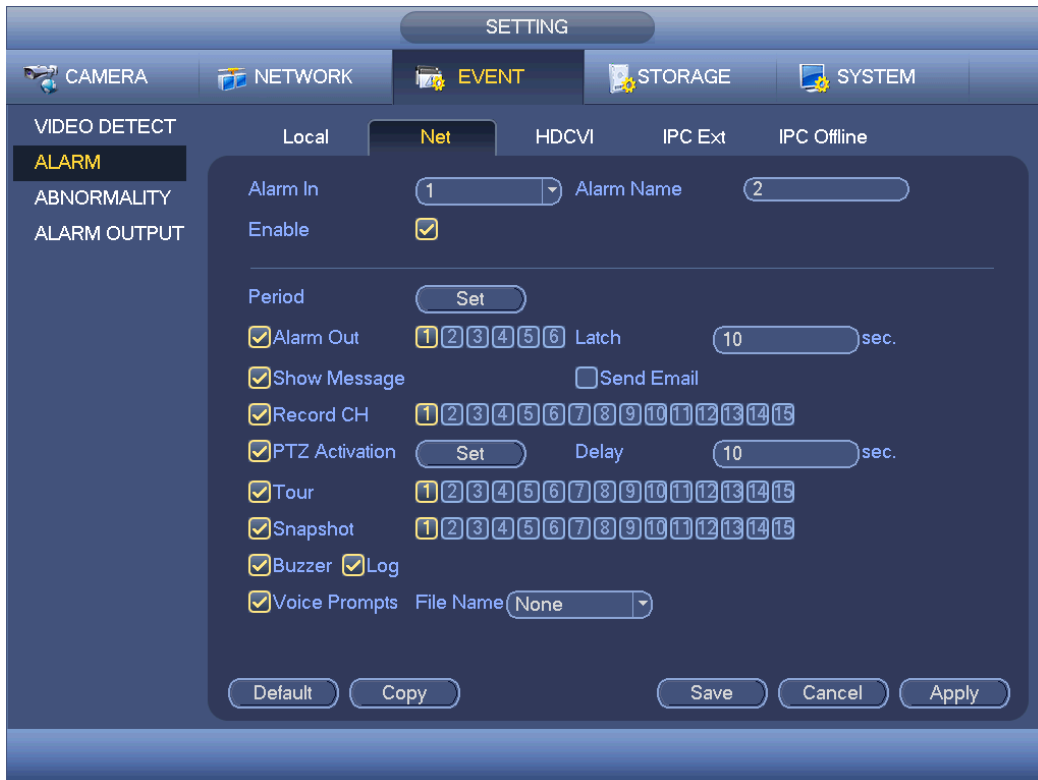 SETTING
CAMERA NETWORK EVENT STORAGE SYSTEM
VIDEO DETECT
ALARM
ABNORMALITY
ALARM OUTPUT
Local Net HDCVI IPC Ext IPC Offline
Alarm In 1 Alarm Name 2
Enable
Period Set
Alarm Out 1 2 3 4 5 6 Latch 10 sec.
Show Message Send Email
Record CH 1 2 3 4 5 6 7 8 9 10 11 12 13 14 15
PTZ Activation Set Delay 10 sec.
Tour 1 2 3 4 5 6 7 8 9 10 11 12 13 14 15
Snapshot 1 2 3 4 5 6 7 8 9 10 11 12 13 14 15
Buzzer Log
Voice Prompts File Name None
Default Copy Save Cancel Apply